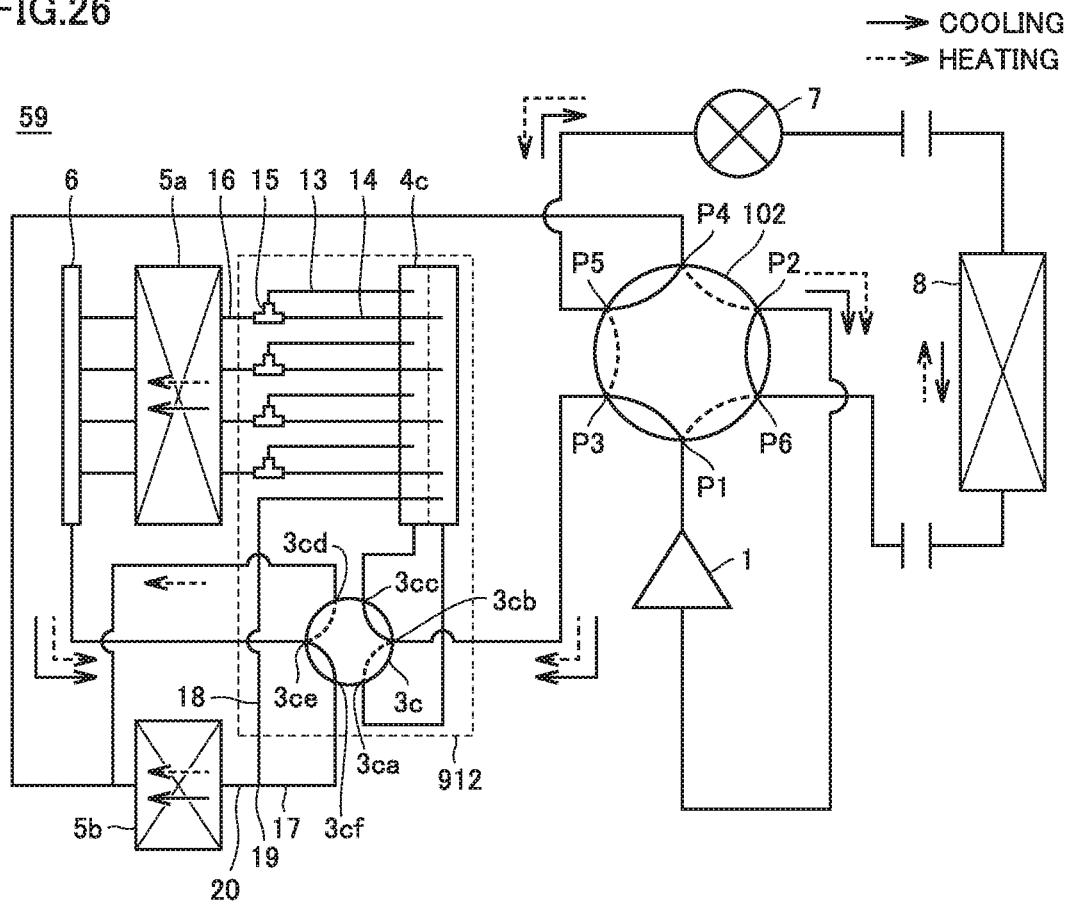 FIG.26
COOLING
HEATING
59
7
6 5a 16 15 13 14 4c
P4 102
P5 P2
8
P3 P6
P1
3cd
3cc
3cb
1
18
3ce 3c
3ca
912
5b
17 3cf
19
20